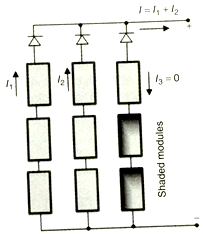 I = I₁ + I₂
+
I₁
I₂
I₃ = 0
Shaded modules
−